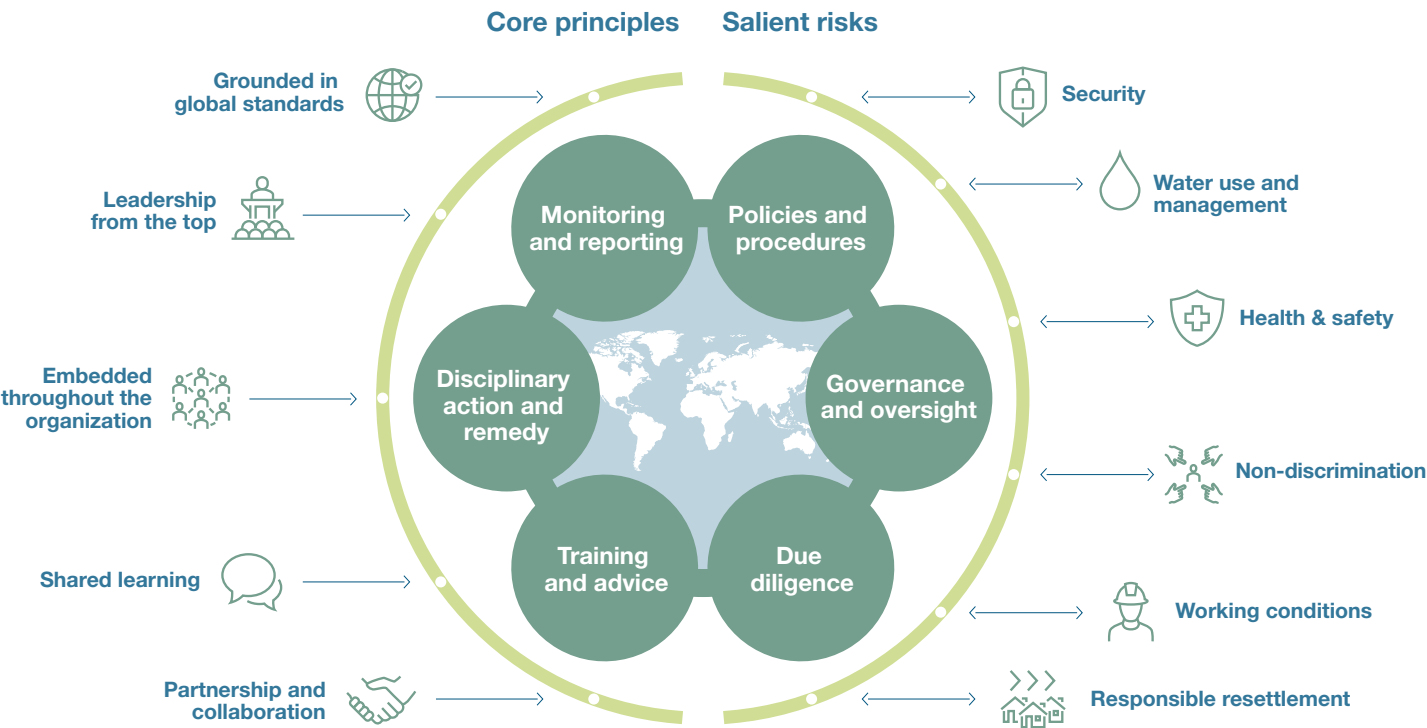 Core principles
Salient risks
Grounded in
global standards
Leadership
from the top
Embedded
throughout the
organization
Shared learning
Partnership and
collaboration
Monitoring
and reporting
Policies and
procedures
Disciplinary
action and
remedy
Governance
and oversight
Training
and advice
Due
diligence
Security
Water use and
management
Health & safety
Non-discrimination
Working conditions
Responsible resettlement